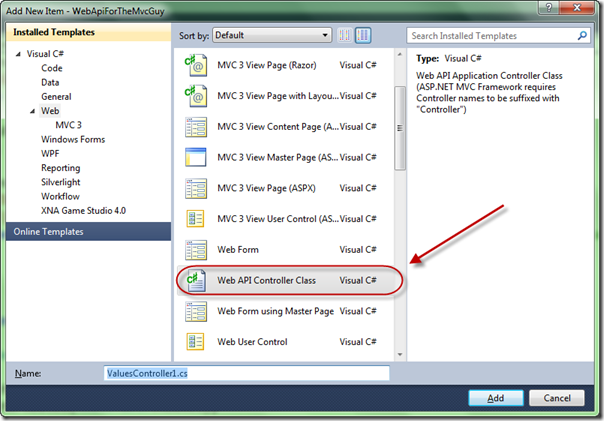 Add New Item - WebApiForTheMvcGuy
Installed Templates
Visual C#
Code
Data
General
Web
MVC 3
Windows Forms
WPF
Reporting
Silverlight
Workflow
XNA Game Studio 4.0
Online Templates
Sort by: Default
MVC 3 View Page (Razor) Visual C#
MVC 3 View Page with Layou... Visual C#
MVC 3 View Content Page (A... Visual C#
MVC 3 View Master Page (AS... Visual C#
MVC 3 View Page (ASPX) Visual C#
MVC 3 View User Control (AS... Visual C#
Web Form Visual C#
Web API Controller Class Visual C#
Web Form using Master Page Visual C#
Web User Control Visual C#
Search Installed Templates
Type: Visual C#
Web API Application Controller Class
(ASP.NET MVC Framework requires
Controller names to be suffixed with
"Controller")
Name: ValuesController1.cs
Add Cancel